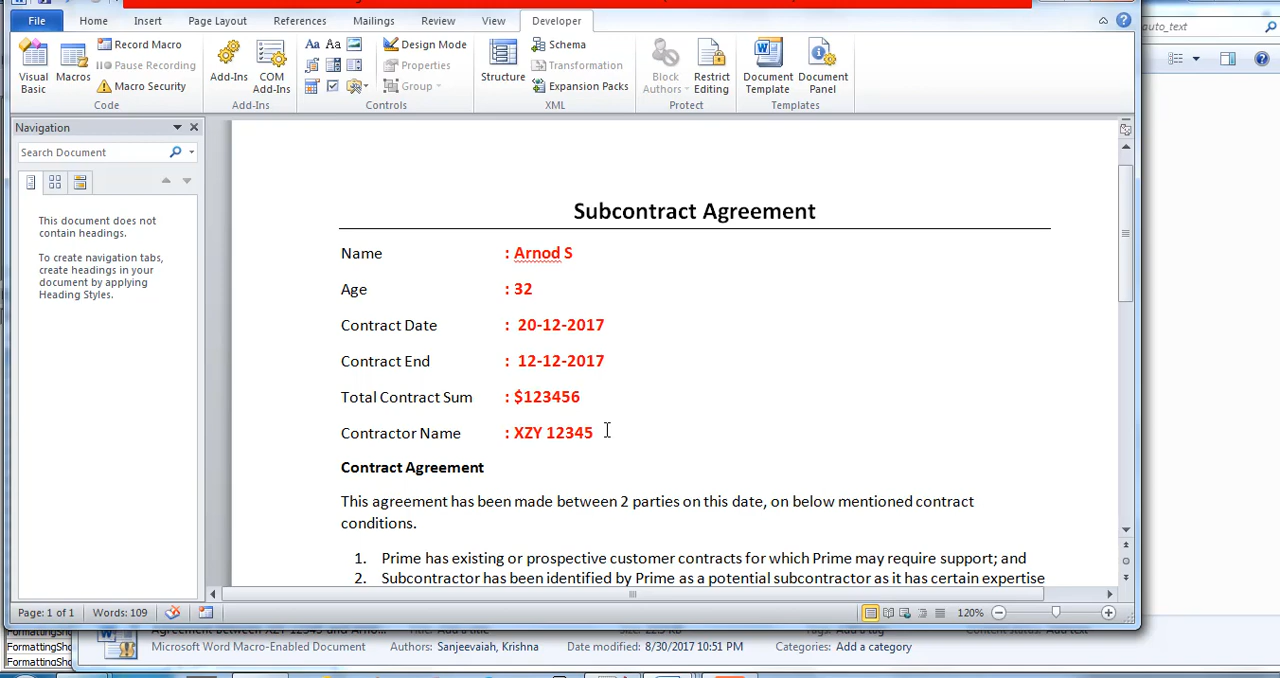 auto_text
File Home Insert Page Layout References Mailings Review View Developer
Visual Basic
Macros
Record Macro
Pause Recording
Macro Security
Code
Add-Ins
COM Add-Ins
Add-Ins
Aa Aa
Design Mode
Properties
Group
Controls
Structure
Schema
Transformation
Expansion Packs
XML
Block Authors
Restrict Editing
Protect
Document Template
Document Panel
Templates
Navigation
Search Document
This document does not
contain headings.
To create navigation tabs,
create headings in your
document by applying
Heading Styles.
Subcontract Agreement
Name : Arnod S
Age : 32
Contract Date : 20-12-2017
Contract End : 12-12-2017
Total Contract Sum : $123456
Contractor Name : XZY 12345
Contract Agreement
This agreement has been made between 2 parties on this date, on below mentioned contract
conditions.
1. Prime has existing or prospective customer contracts for which Prime may require support; and
2. Subcontractor has been identified by Prime as a potential subcontractor as it has certain expertise
Page: 1 of 1 Words: 109 120%
Microsoft Word Macro-Enabled Document Authors: Sanjeevaiah, Krishna Date modified: 8/30/2017 10:51 PM Categories: Add a category